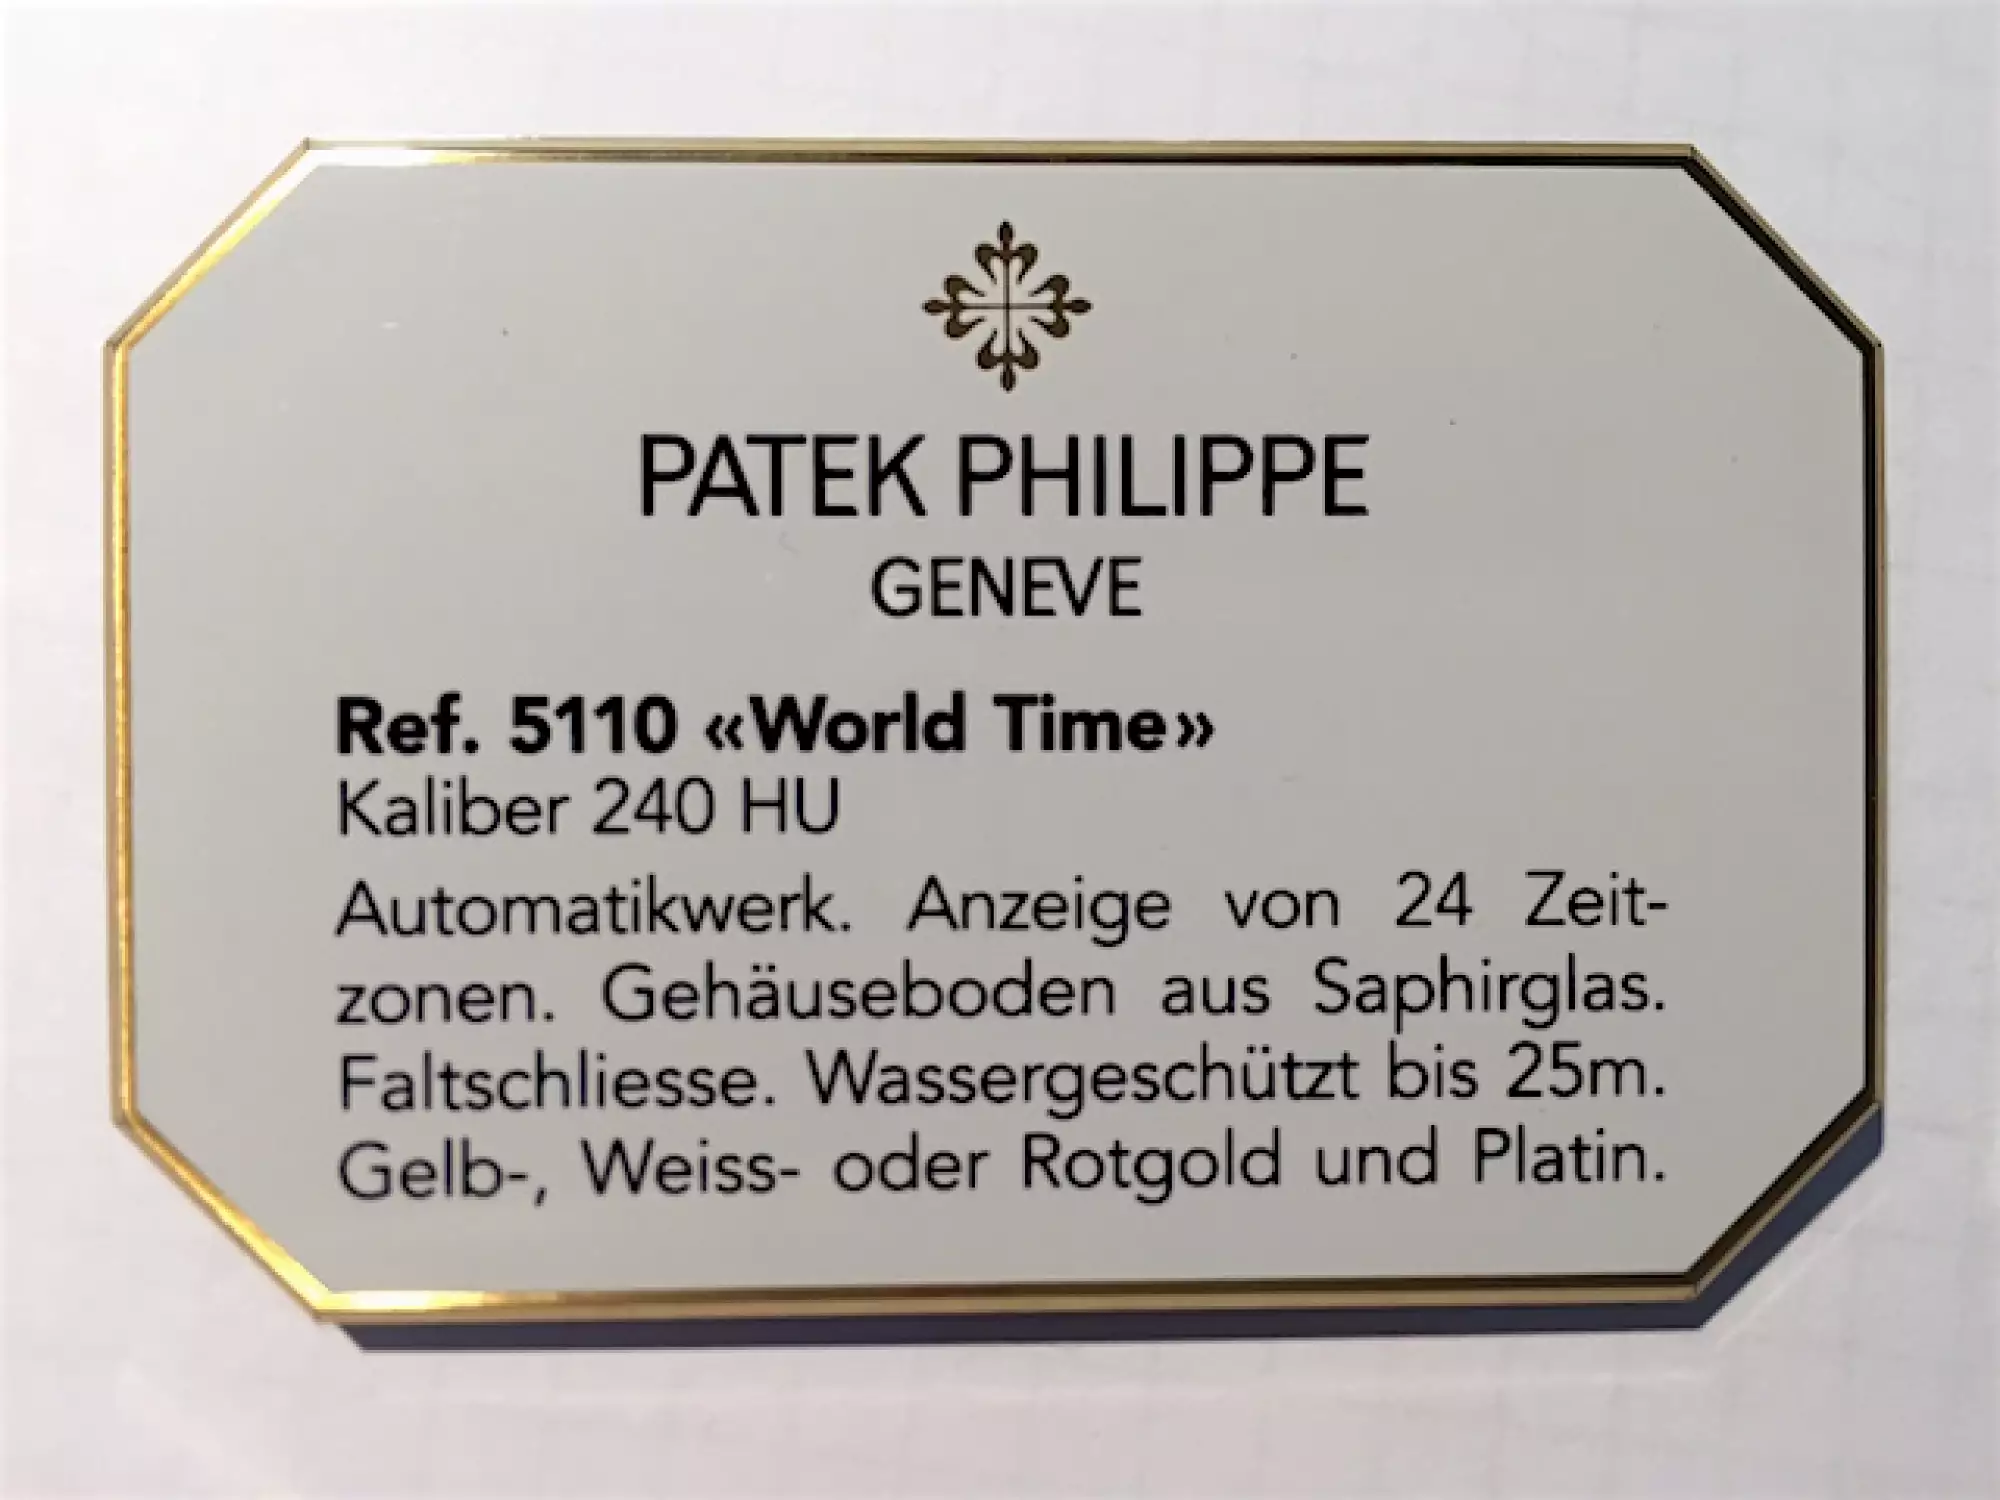 PATEK PHILIPPE
GENEVE
Ref. 5110 «World Time»
Kaliber 240 HU
Automatikwerk. Anzeige von 24 Zeit-
zonen. Gehäuseboden aus Saphirglas.
Faltschliesse. Wassergeschützt bis 25m.
Gelb-, Weiss- oder Rotgold und Platin.